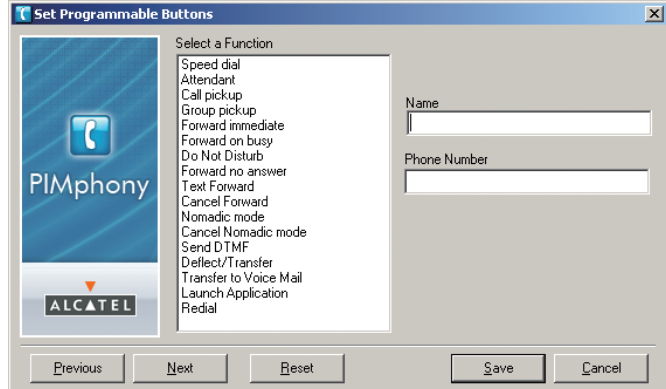 Set Programmable Buttons
Select a Function
Speed dial
Attendant
Call pickup
Group pickup
Forward immediate
Forward on busy
Do Not Disturb
Forward no answer
Text Forward
Cancel Forward
Nomadic mode
Cancel Nomadic mode
Send DTMF
Deflect/Transfer
Transfer to Voice Mail
Launch Application
Redial
Name
Phone Number
PIMphony
ALCATEL
Previous
Next
Reset
Save
Cancel